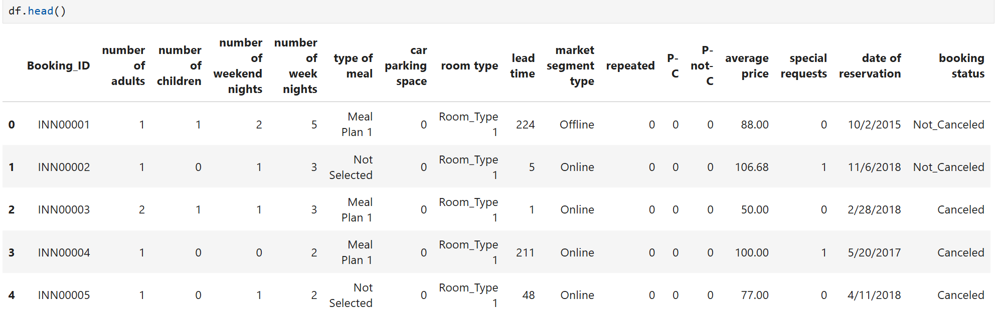 df.head()
Booking_ID number of adults number of children number of weekend nights number of week nights type of meal car parking space room type lead time market segment type repeated P-C P-not-C average price special requests date of reservation booking status
0 INN00001 1 1 2 5 Meal Plan 1 0 Room_Type 1 224 Offline 0 0 0 88.00 0 10/2/2015 Not_Canceled
1 INN00002 1 0 1 3 Not Selected 0 Room_Type 1 5 Online 0 0 0 106.68 1 11/6/2018 Not_Canceled
2 INN00003 2 1 1 3 Meal Plan 1 0 Room_Type 1 1 Online 0 0 0 50.00 0 2/28/2018 Canceled
3 INN00004 1 0 0 2 Meal Plan 1 0 Room_Type 1 211 Online 0 0 0 100.00 1 5/20/2017 Canceled
4 INN00005 1 0 1 2 Not Selected 0 Room_Type 1 48 Online 0 0 0 77.00 0 4/11/2018 Canceled